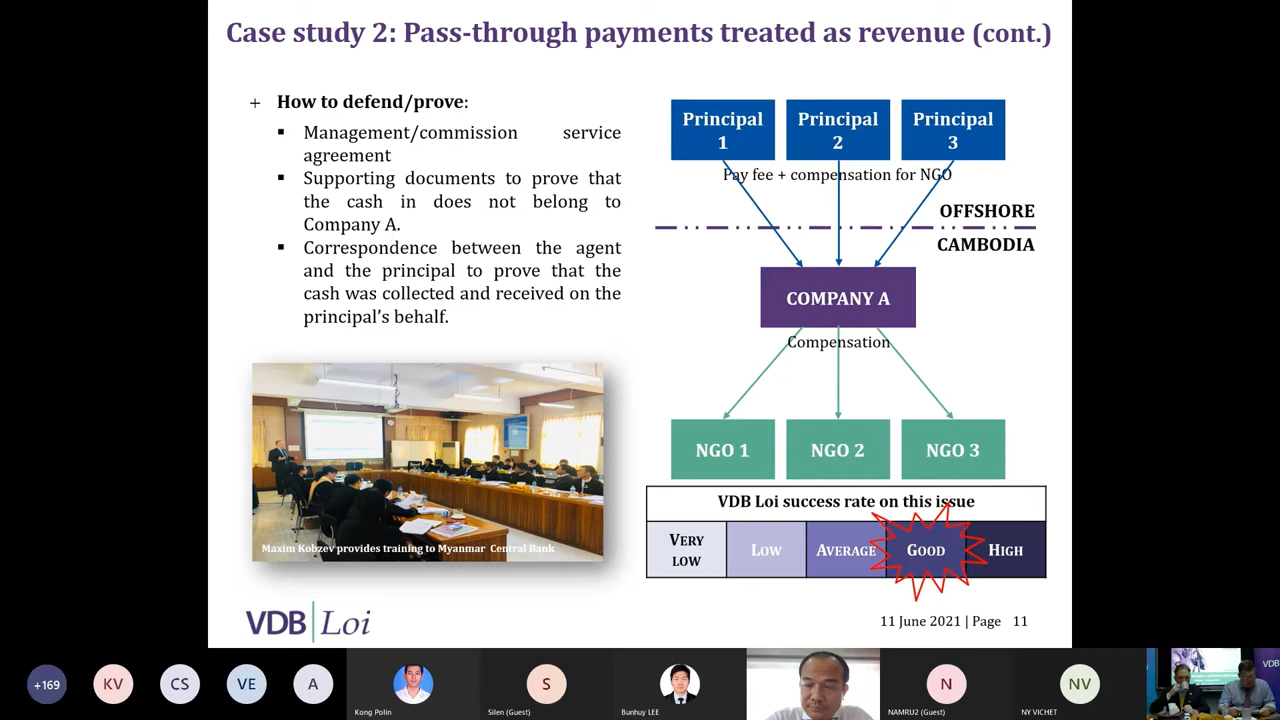 Case study 2: Pass-through payments treated as revenue (cont.)
+ How to defend/prove:
▪ Management/commission service
agreement
▪ Supporting documents to prove that
the cash in does not belong to
Company A.
▪ Correspondence between the agent
and the principal to prove that the
cash was collected and received on the
principal's behalf.
Maxim Kobzev provides training to Myanmar Central Bank
Principal
1
Principal
2
Principal
3
Pay fee + compensation for NGO
OFFSHORE
CAMBODIA
COMPANY A
Compensation
NGO 1
NGO 2
NGO 3
VDB Loi success rate on this issue
VERY
LOW
LOW
AVERAGE
GOOD
HIGH
VDB Loi
11 June 2021 | Page 11
+169
KV
CS
VE
A
Kong Polin
S
Silen (Guest)
Bunhuy LEE
N
NAMRU2 (Guest)
NV
NY VICHET
VDB